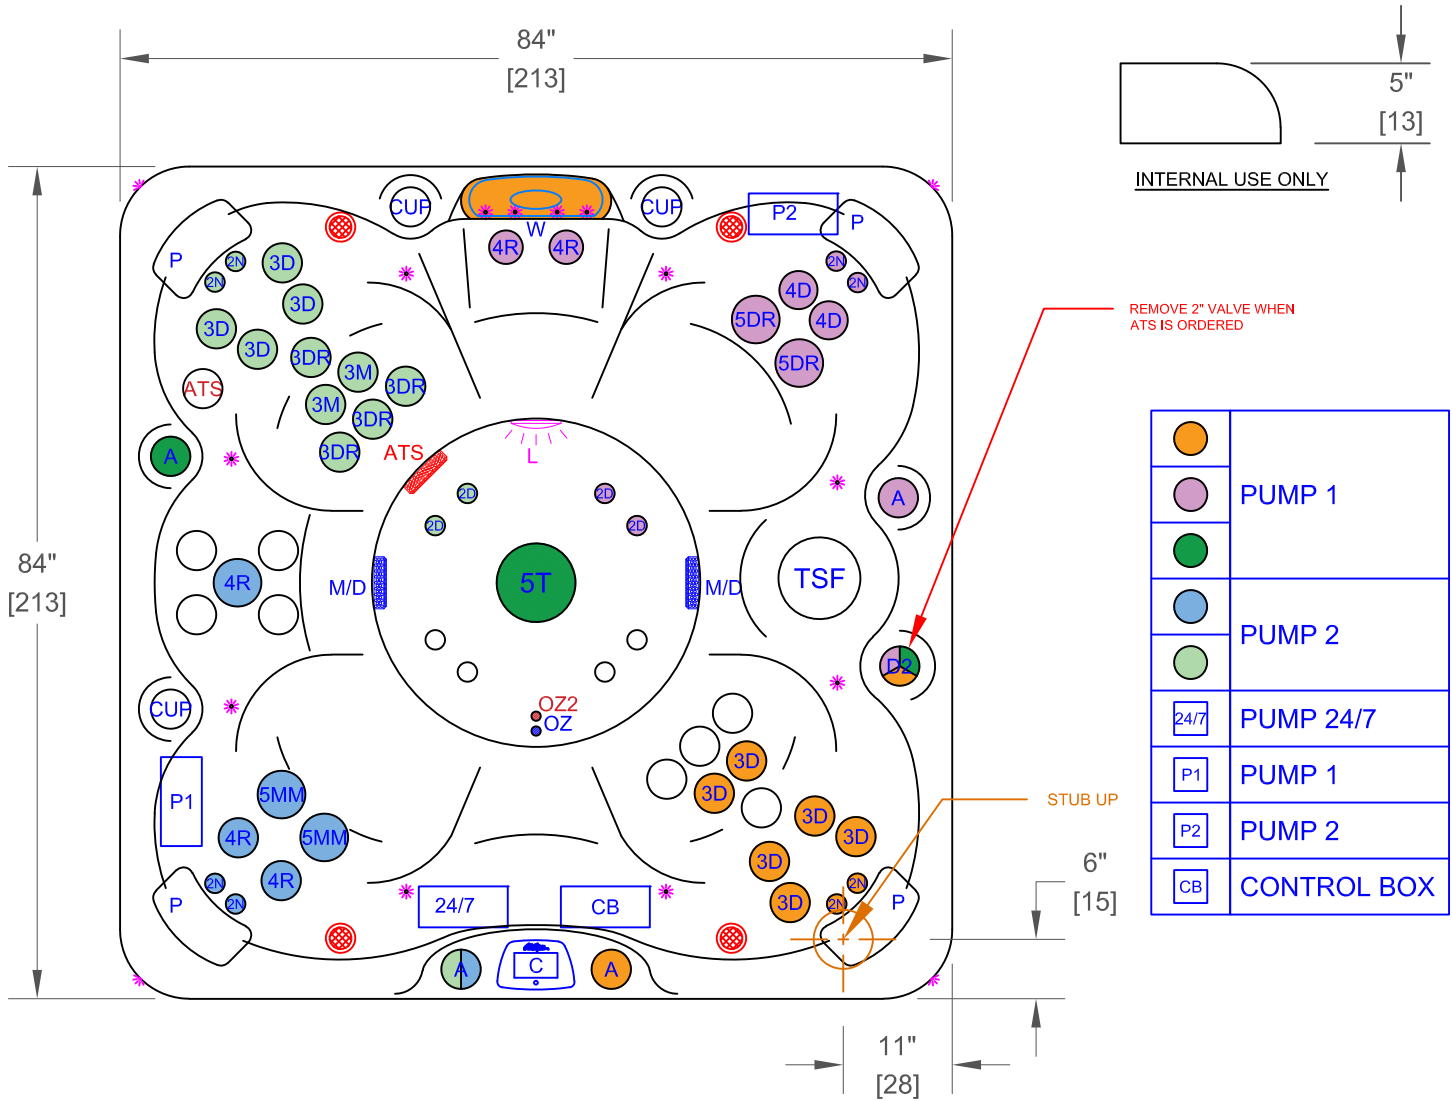 84"
[213]
5"
[13]
INTERNAL USE ONLY
CUP
CUP
P2
P
P
W
4R
4R
2N
2N
3D
2N
2N
3D
4D
5DR
4D
3D
3D
3DR
3M
3DR
5DR
REMOVE 2" VALVE WHEN
ATS IS ORDERED
ATS
3M
3DR
3DR
ATS
L
A
2D
2D
2D
2D
A
PUMP 1
84"
[213]
4R
M/D
5T
M/D
TSF
D2
PUMP 2
CUP
OZ2
OZ
24/7
PUMP 24/7
3D
3D
P1
5MM
4R
5MM
4R
3D
3D
3D
3D
STUB UP
P1
PUMP 1
P2
PUMP 2
2N
2N
P
2N
2N
P
24/7
CB
6"
[15]
CB
CONTROL BOX
A
C
A
11"
[28]